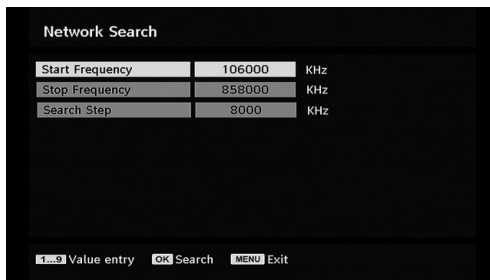 Network Search
Start Frequency 106000 KHz
Stop Frequency 858000 KHz
Search Step 8000 KHz
1...9 Value entry OK Search MENU Exit